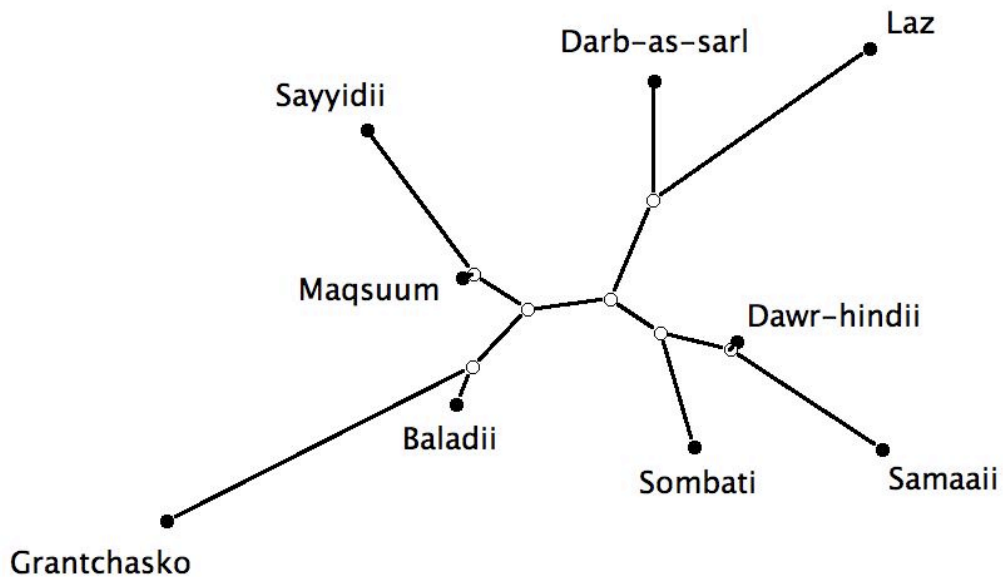 Laz
Darb-as-sarl
Sayyidii
Maqsuum
Dawr-hindii
Baladii
Sombati
Samaaii
Grantchasko